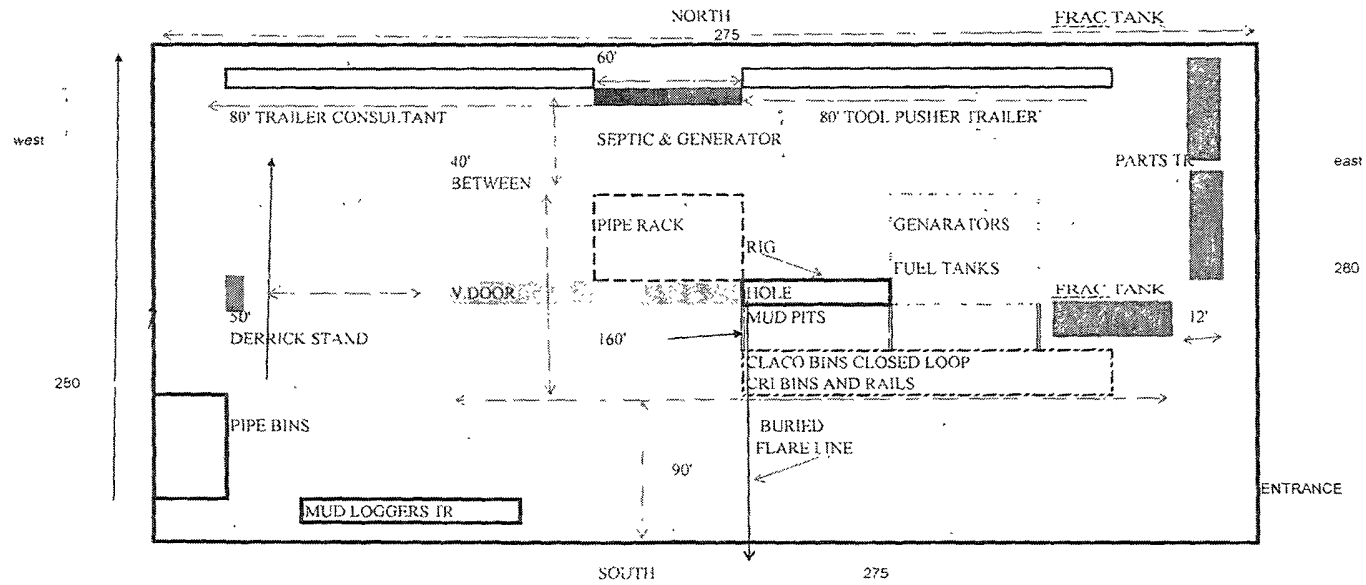 NORTH
FRAC TANK
275
60'
80' TRAILER CONSULTANT
80' TOOL PUSHER TRAILER
SEPTIC & GENERATOR
west
40'
BETWEEN
PARTS TR
east
PIPE RACK
GENARATORS
RIG
FUEL TANKS
280
FRAC TANK
V.DOOR
HOLE
50'
MUD PITS
12'
DERRICK STAND
160'
CLACO BINS CLOSED LOOP
CRI BINS AND RAILS
280
PIPE BINS
BURIED
FLARE LINE
90'
ENTRANCE
MUD LOGGERS TR
SOUTH
275